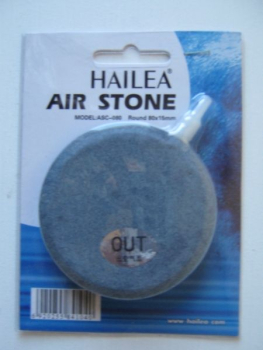 HAILEA®
AIR STONE
MODEL:ASC-080 Round 80x15mm
OUT
www.hailea.com